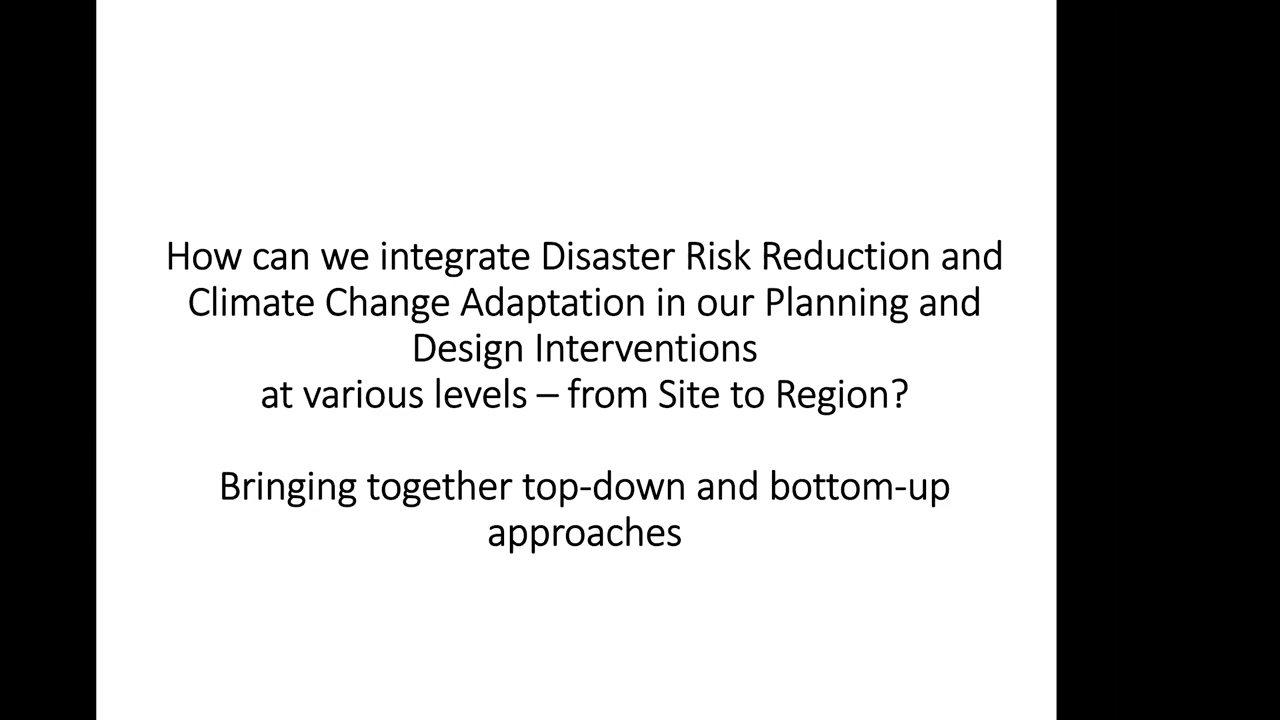 How can we integrate Disaster Risk Reduction and
Climate Change Adaptation in our Planning and
Design Interventions
at various levels – from Site to Region?
Bringing together top-down and bottom-up
approaches